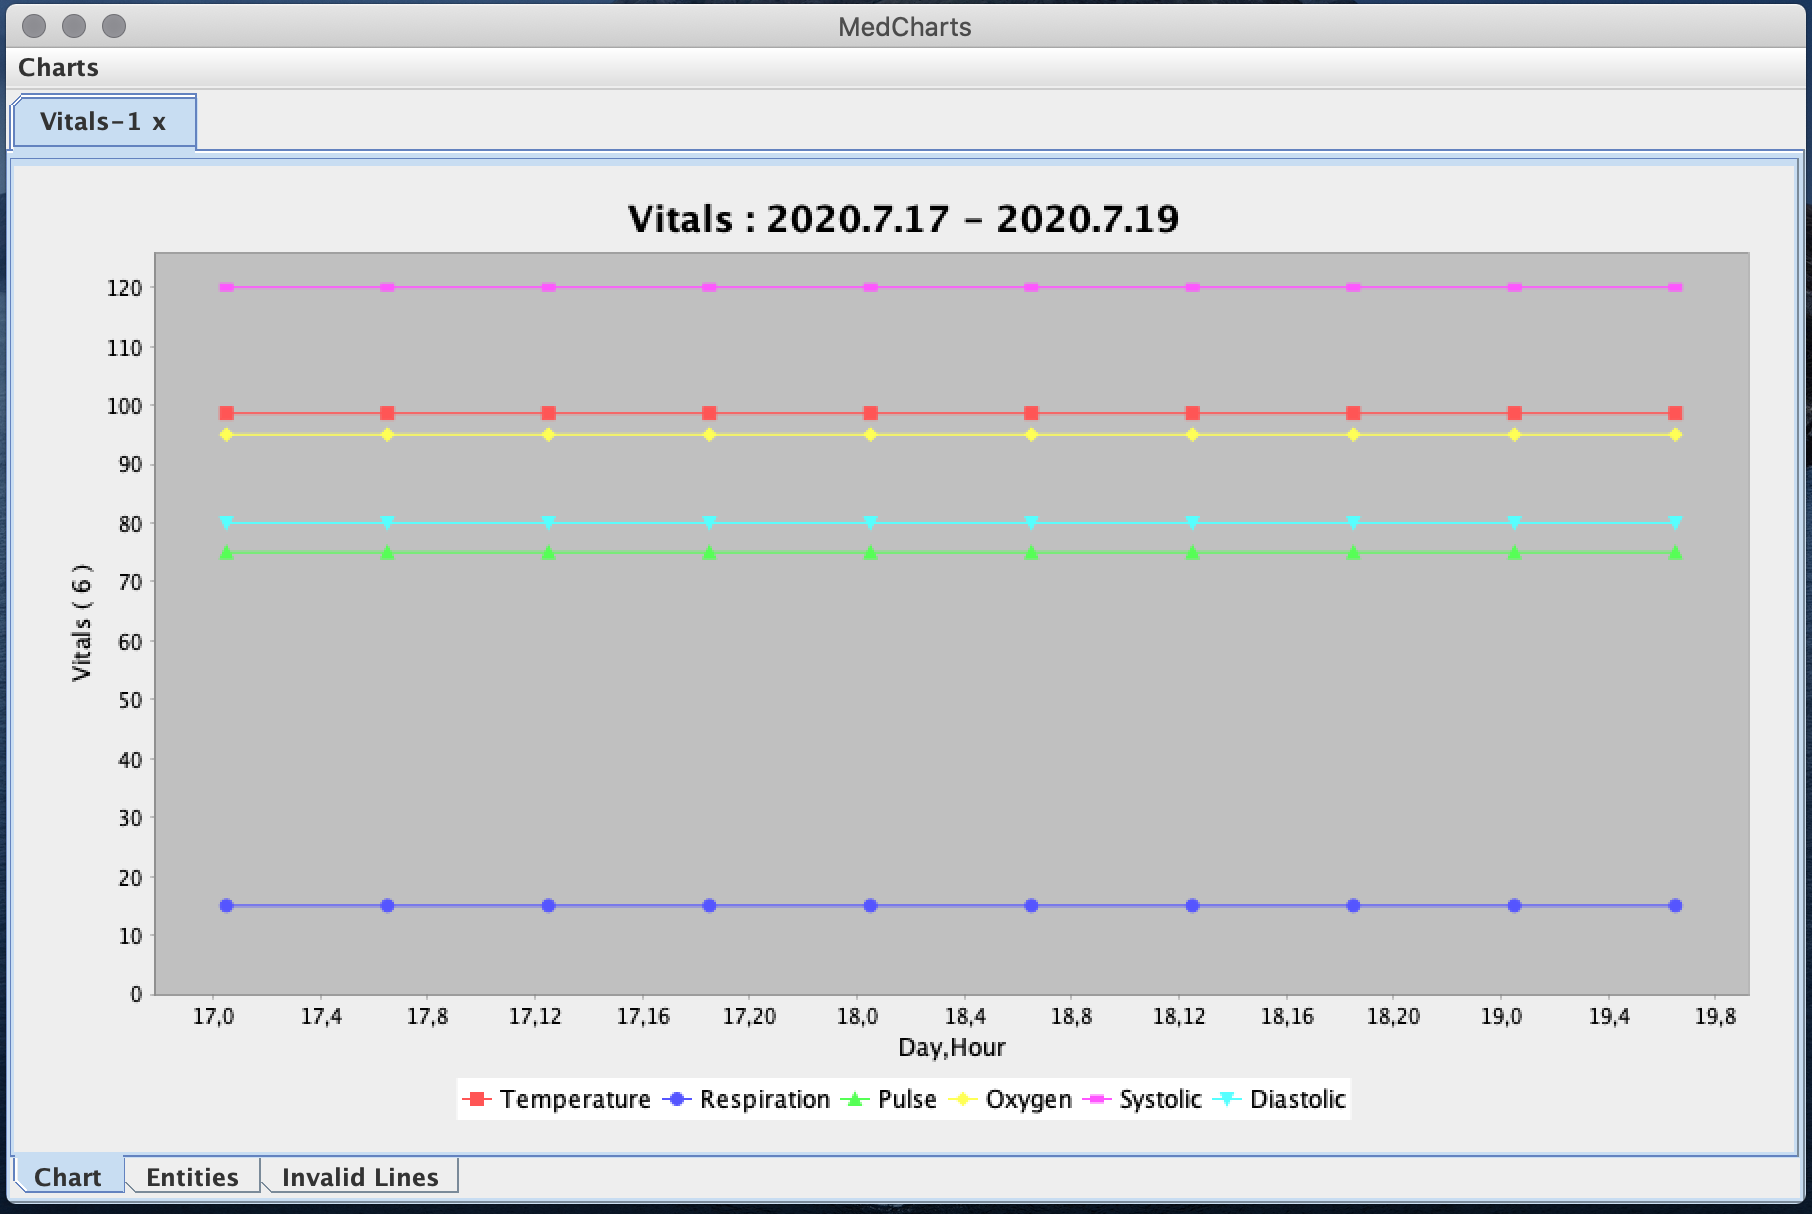 MedCharts
Charts
Vitals-1 x
Vitals : 2020.7.17 - 2020.7.19
120
110
100
90
80
70
60
50
40
30
20
10
0
Vitals ( 6 )
17,0 17,4 17,8 17,12 17,16 17,20 18,0 18,4 18,8 18,12 18,16 18,20 19,0 19,4 19,8
Day,Hour
Temperature Respiration Pulse Oxygen Systolic Diastolic
Chart Entities Invalid Lines